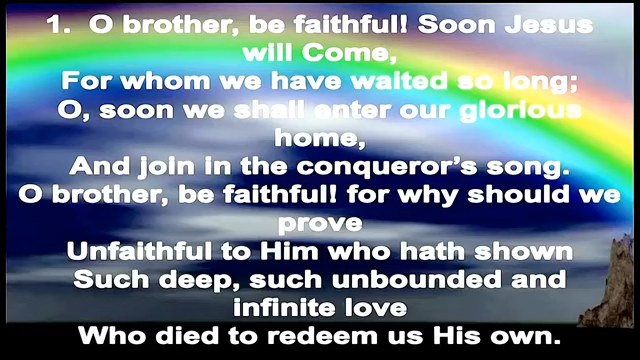 1. O brother, be faithful! Soon Jesus
will Come,
For whom we have waited so long;
O, soon we shall enter our glorious
home,
And join in the conqueror's song.
O brother, be faithful! for why should we
prove
Unfaithful to Him who hath shown
Such deep, such unbounded and
infinite love
Who died to redeem us His own.